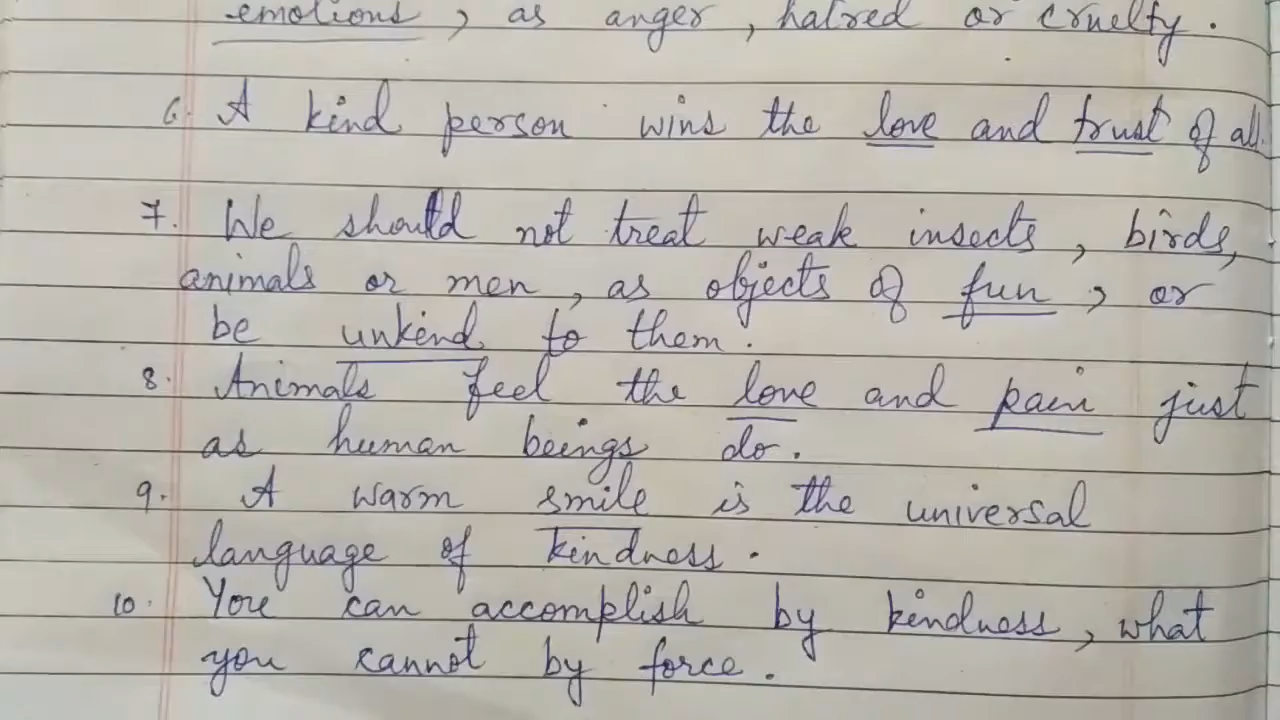 emotions, as anger, hatred or cruelty.
6. A kind person wins the love and trust of all.
7. We should not treat weak insects, birds,
animals or men, as objects of fun, or
be unkind to them.
8. Animals feel the love and pain just
as human beings do.
9. A warm smile is the universal
language of kindness.
10. You can accomplish by kindness, what
you cannot by force.